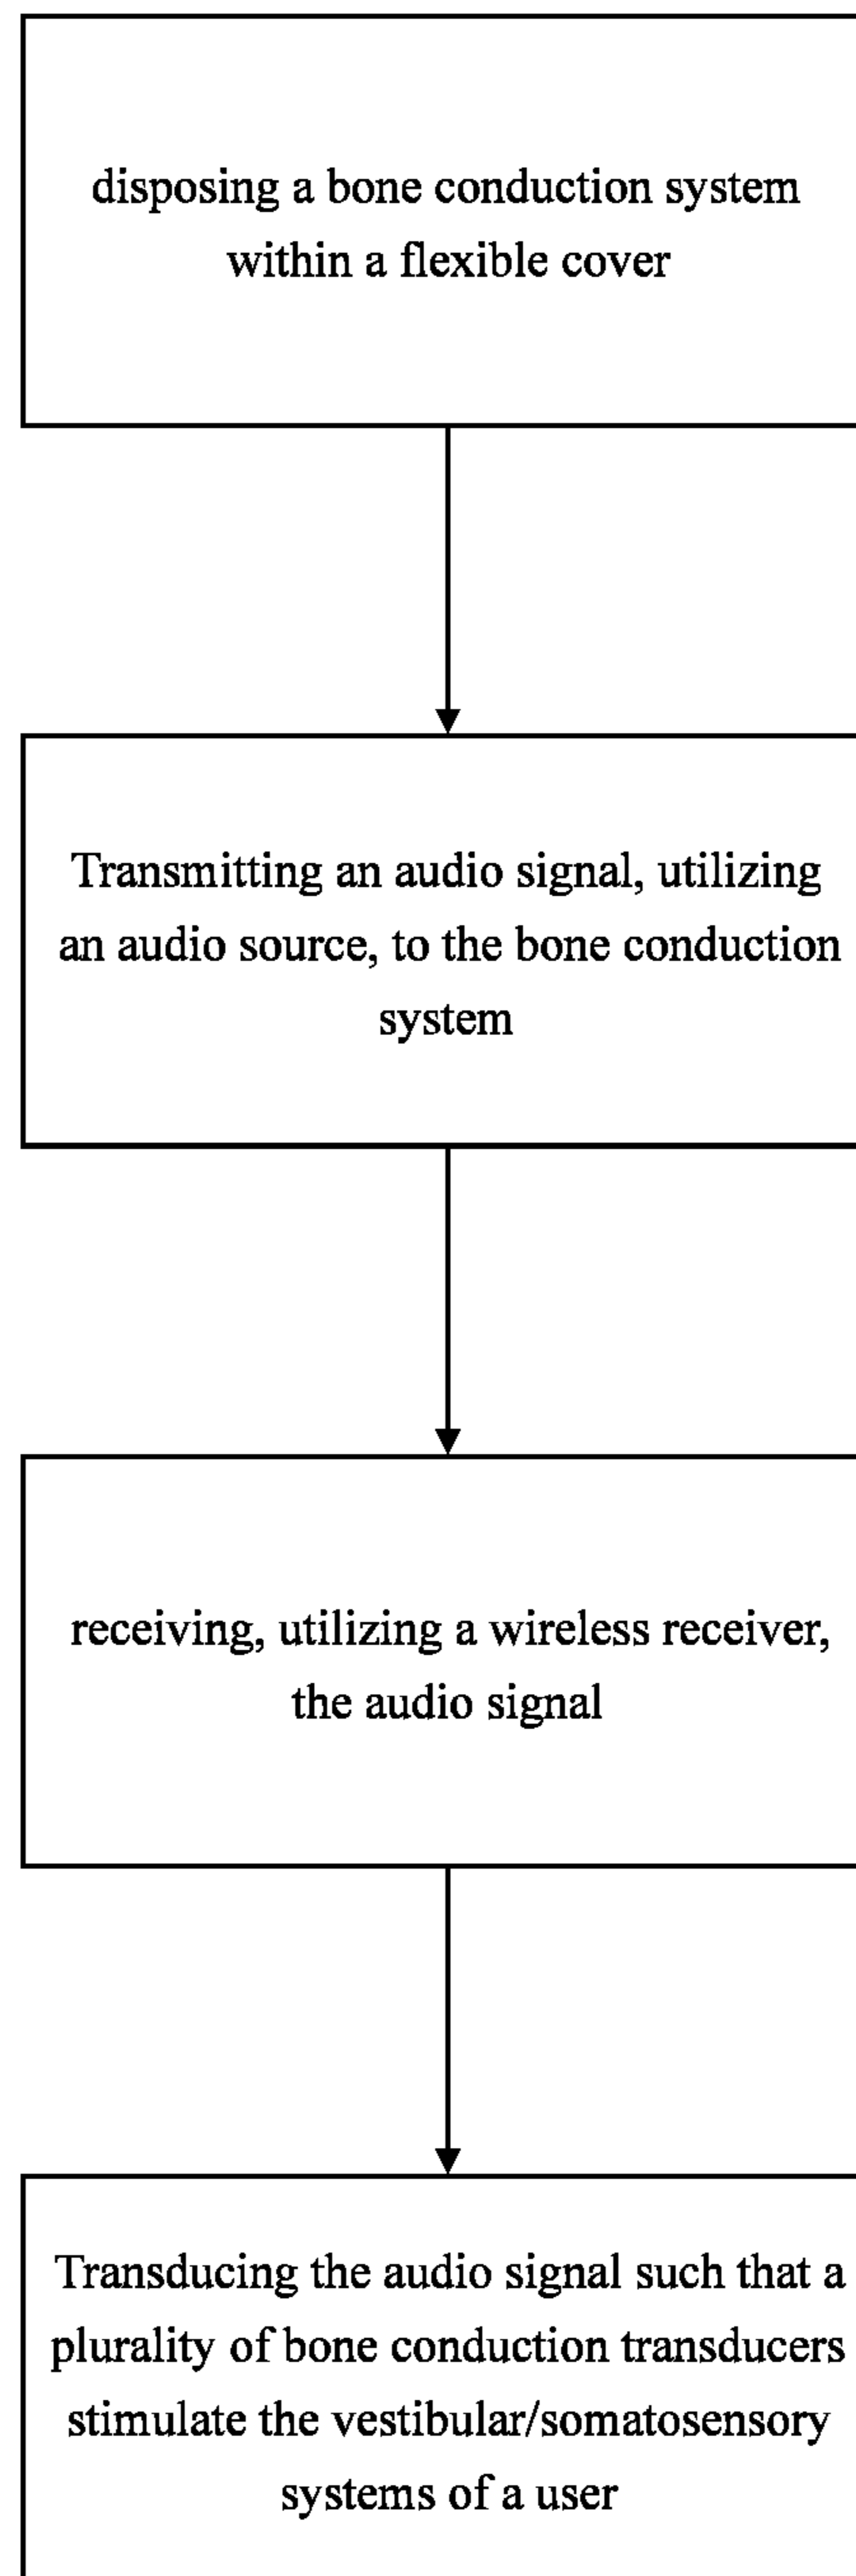 disposing a bone conduction system
within a flexible cover
Transmitting an audio signal, utilizing
an audio source, to the bone conduction
system
receiving, utilizing a wireless receiver,
the audio signal
Transducing the audio signal such that a
plurality of bone conduction transducers
stimulate the vestibular/somatosensory
systems of a user